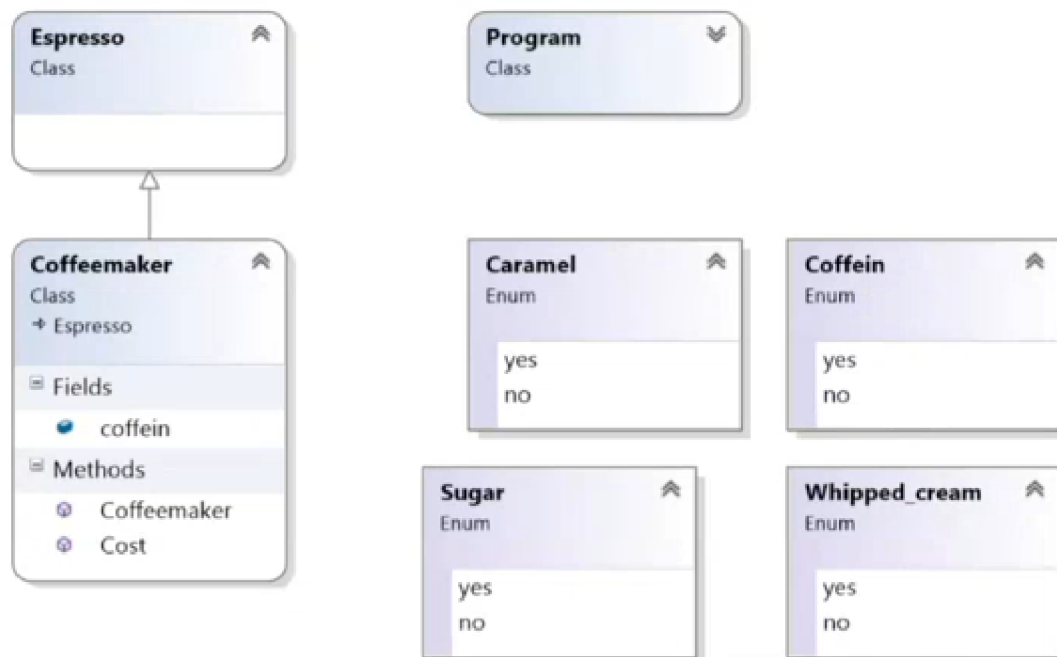 Espresso
Class
Program
Class
Coffeemaker
Class
Espresso
Fields
coffein
Methods
Coffeemaker
Cost
Caramel
Enum
yes
no
Coffein
Enum
yes
no
Sugar
Enum
yes
no
Whipped_cream
Enum
yes
no